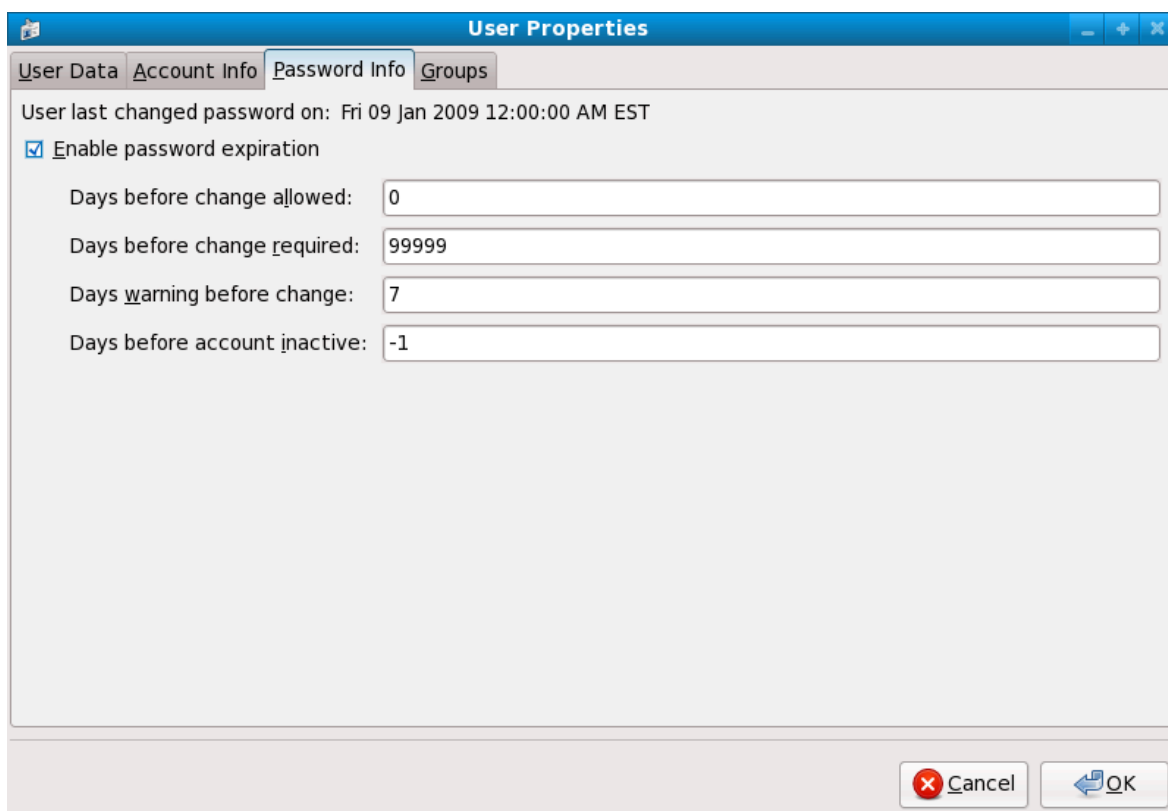 User Properties
User Data Account Info Password Info Groups
User last changed password on: Fri 09 Jan 2009 12:00:00 AM EST
Enable password expiration
Days before change allowed: 0
Days before change required: 99999
Days warning before change: 7
Days before account inactive: -1
Cancel OK